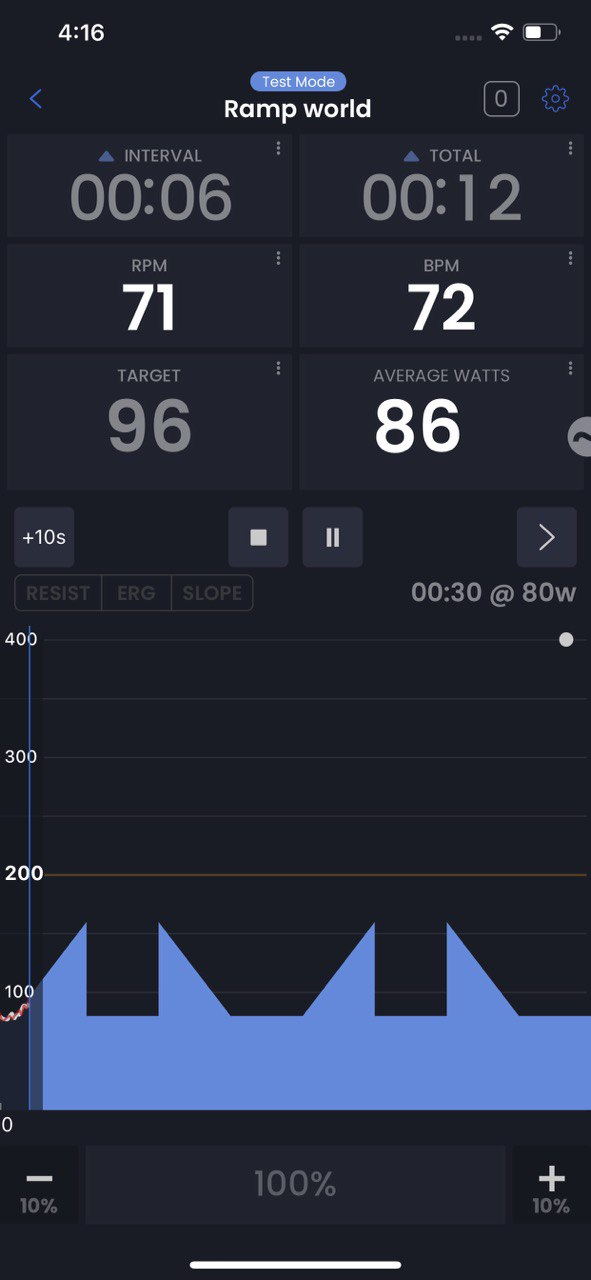 4:16
Test Mode
Ramp world
0
INTERVAL
TOTAL
00:06
00:12
RPM
BPM
71
72
TARGET
AVERAGE WATTS
96
86
+10s
RESIST ERG SLOPE
00:30 @ 80w
400
300
200
100
0
100%
10%
10%